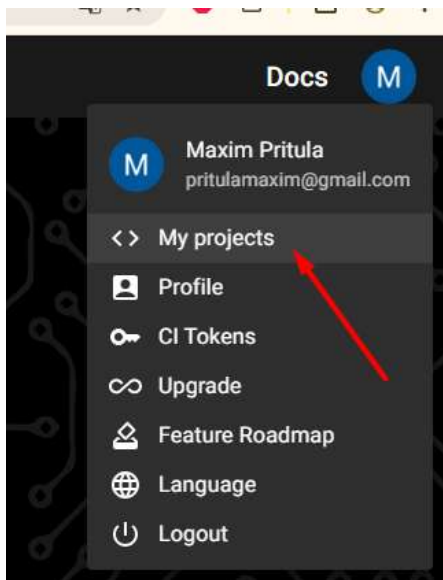 Docs M
M Maxim Pritula
pritulamaxim@gmail.com
My projects
Profile
CI Tokens
Upgrade
Feature Roadmap
Language
Logout